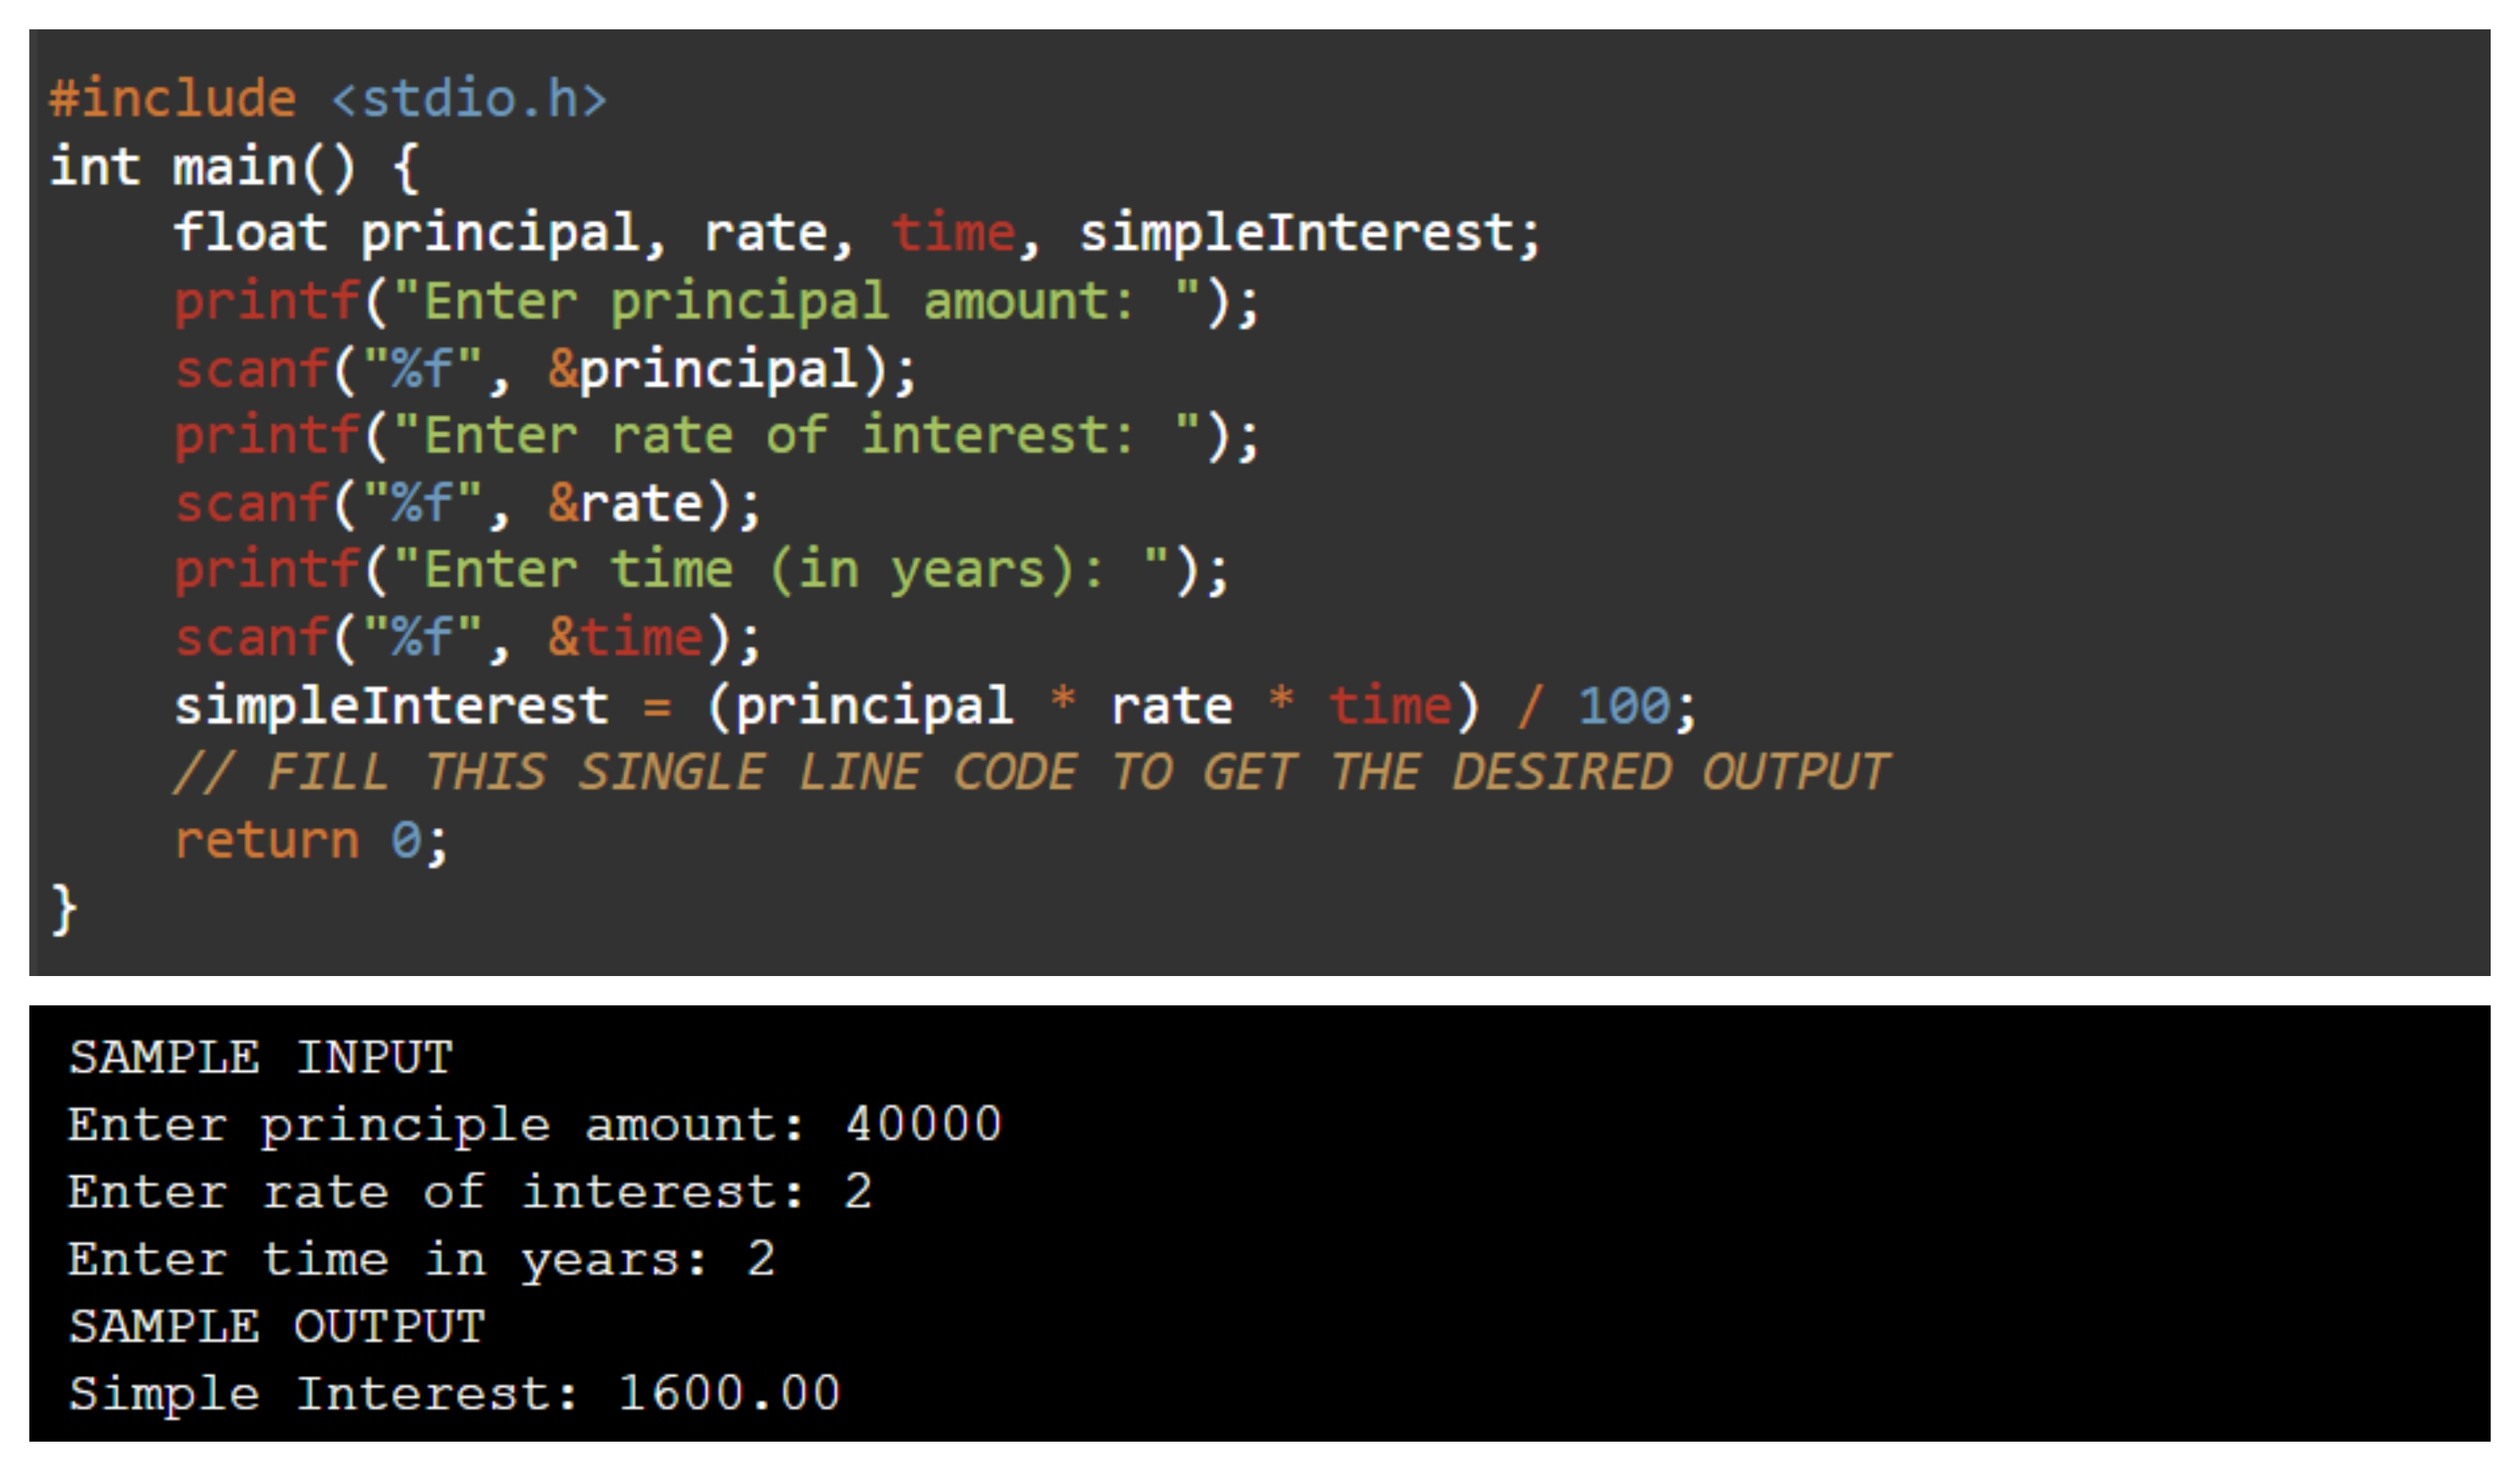 #include <stdio.h>
int main() {
    float principal, rate, time, simpleInterest;
    printf("Enter principal amount: ");
    scanf("%f", &principal);
    printf("Enter rate of interest: ");
    scanf("%f", &rate);
    printf("Enter time (in years): ");
    scanf("%f", &time);
    simpleInterest = (principal * rate * time) / 100;
    // FILL THIS SINGLE LINE CODE TO GET THE DESIRED OUTPUT
    return 0;
}
SAMPLE INPUT
Enter principle amount: 40000
Enter rate of interest: 2
Enter time in years: 2
SAMPLE OUTPUT
Simple Interest: 1600.00